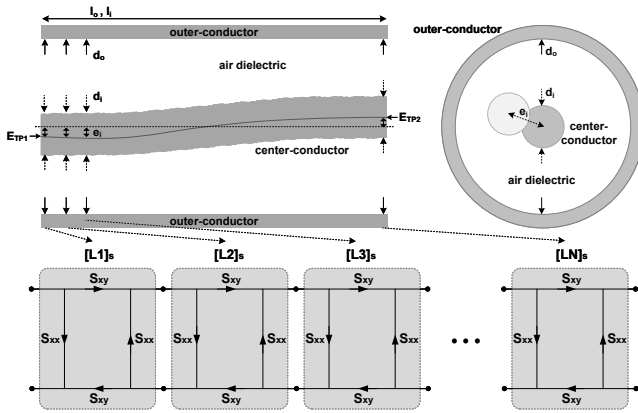 lₒ , lᵢ
outer-conductor
dₒ
air dielectric
dᵢ
E_TP1
eᵢ
E_TP2
center-conductor
outer-conductor
outer-conductor
dₒ
dᵢ
eᵢ
center-
conductor
air dielectric
[L1]s
[L2]s
[L3]s
[LN]s
Sxy
Sxy
Sxy
Sxy
Sxx
Sxx
Sxx
Sxx
Sxx
Sxx
• • •
Sxx
Sxx
Sxy
Sxy
Sxy
Sxy